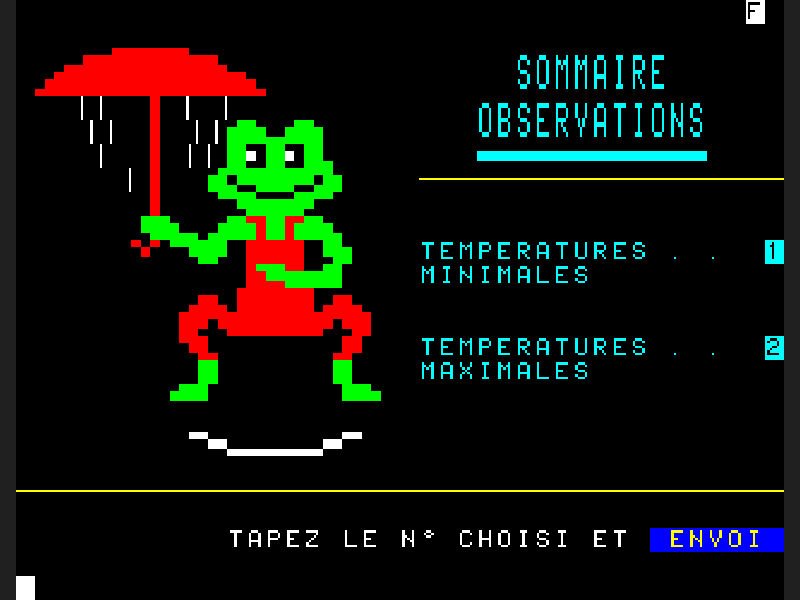 F
SOMMAIRE
OBSERVATIONS
TEMPERATURES . . 1
MINIMALES
TEMPERATURES . . 2
MAXIMALES
TAPEZ LE N° CHOISI ET ENVOI